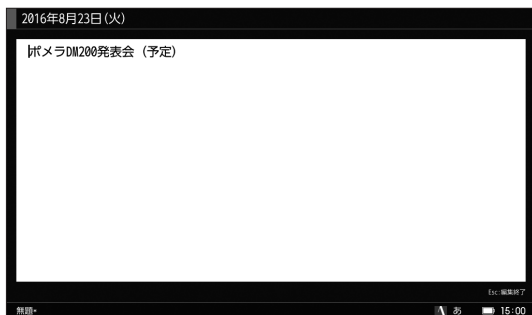 2016年8月23日(火)
ポメラDM200発表会（予定）
Esc:編集終了
無題*
A あ 15:00